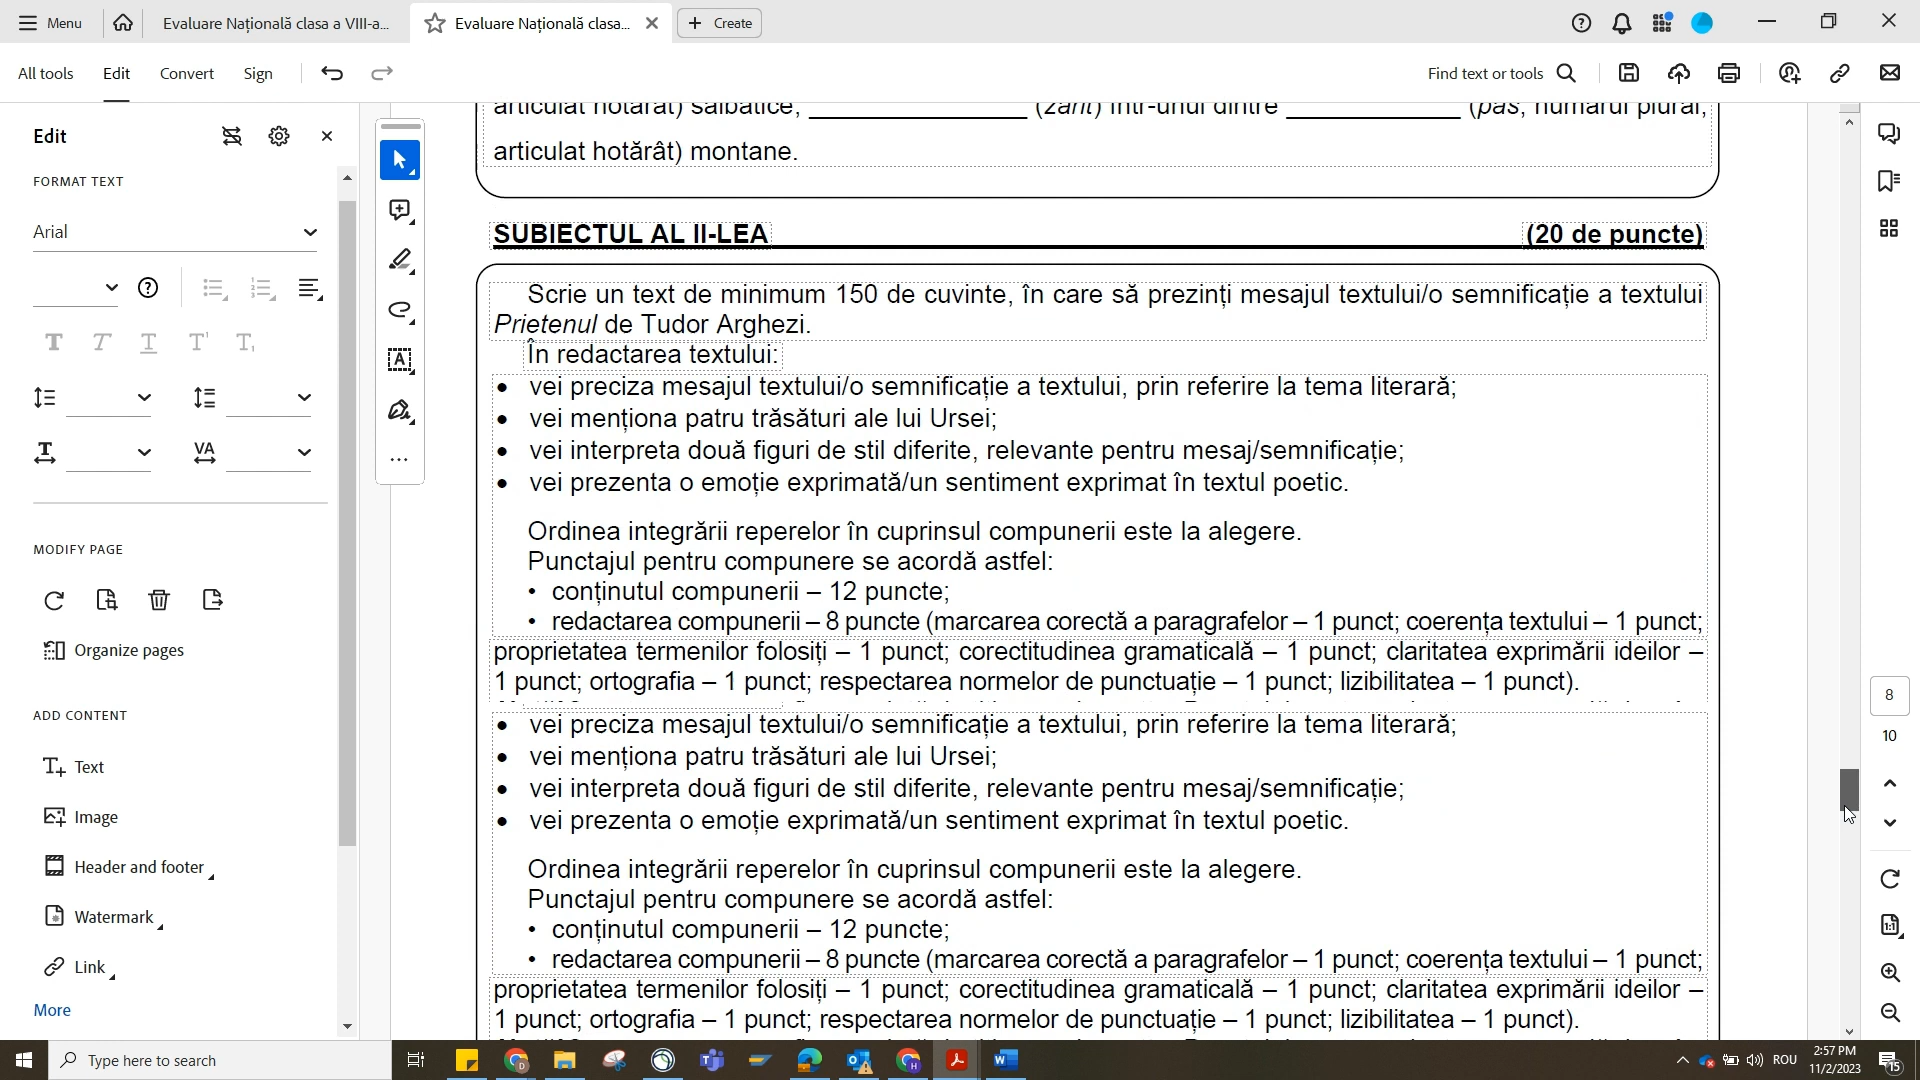 Menu
Evaluare Națională clasa a VIII-a...
Evaluare Națională clasa...
Create
All tools
Edit
Convert
Sign
Find text or tools
Edit
FORMAT TEXT
Arial
MODIFY PAGE
Organize pages
ADD CONTENT
Text
Image
Header and footer
Watermark
Link
More
articulat hotărât) sălbatice, _______________ (zărit) într-unul dintre ____________ (pas, numărul plural,
articulat hotărât) montane.
SUBIECTUL AL II-LEA (20 de puncte)
Scrie un text de minimum 150 de cuvinte, în care să prezinți mesajul textului/o semnificație a textului
Prietenul de Tudor Arghezi.
În redactarea textului:
• vei preciza mesajul textului/o semnificație a textului, prin referire la tema literară;
• vei menționa patru trăsături ale lui Ursei;
• vei interpreta două figuri de stil diferite, relevante pentru mesaj/semnificație;
• vei prezenta o emoție exprimată/un sentiment exprimat în textul poetic.
Ordinea integrării reperelor în cuprinsul compunerii este la alegere.
Punctajul pentru compunere se acordă astfel:
• conținutul compunerii – 12 puncte;
• redactarea compunerii – 8 puncte (marcarea corectă a paragrafelor – 1 punct; coerența textului – 1 punct;
proprietatea termenilor folosiți – 1 punct; corectitudinea gramaticală – 1 punct; claritatea exprimării ideilor –
1 punct; ortografia – 1 punct; respectarea normelor de punctuație – 1 punct; lizibilitatea – 1 punct).
• vei preciza mesajul textului/o semnificație a textului, prin referire la tema literară;
• vei menționa patru trăsături ale lui Ursei;
• vei interpreta două figuri de stil diferite, relevante pentru mesaj/semnificație;
• vei prezenta o emoție exprimată/un sentiment exprimat în textul poetic.
Ordinea integrării reperelor în cuprinsul compunerii este la alegere.
Punctajul pentru compunere se acordă astfel:
• conținutul compunerii – 12 puncte;
• redactarea compunerii – 8 puncte (marcarea corectă a paragrafelor – 1 punct; coerența textului – 1 punct;
proprietatea termenilor folosiți – 1 punct; corectitudinea gramaticală – 1 punct; claritatea exprimării ideilor –
1 punct; ortografia – 1 punct; respectarea normelor de punctuație – 1 punct; lizibilitatea – 1 punct).
8
10
Type here to search
ROU
2:57 PM
11/2/2023
15